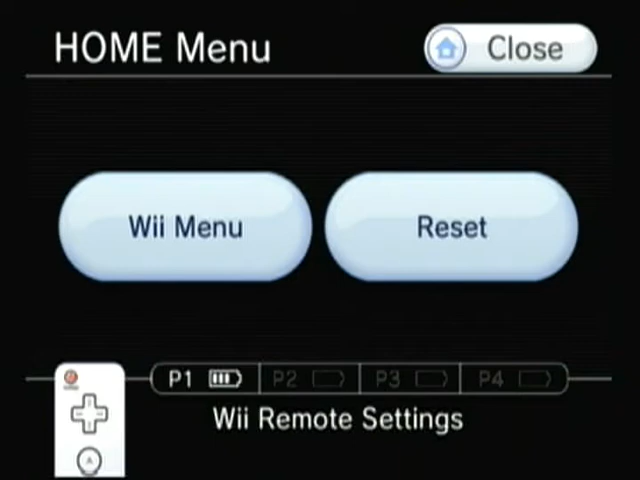 HOME Menu
Close
Wii Menu
Reset
P1 P2 P3 P4
Wii Remote Settings
A